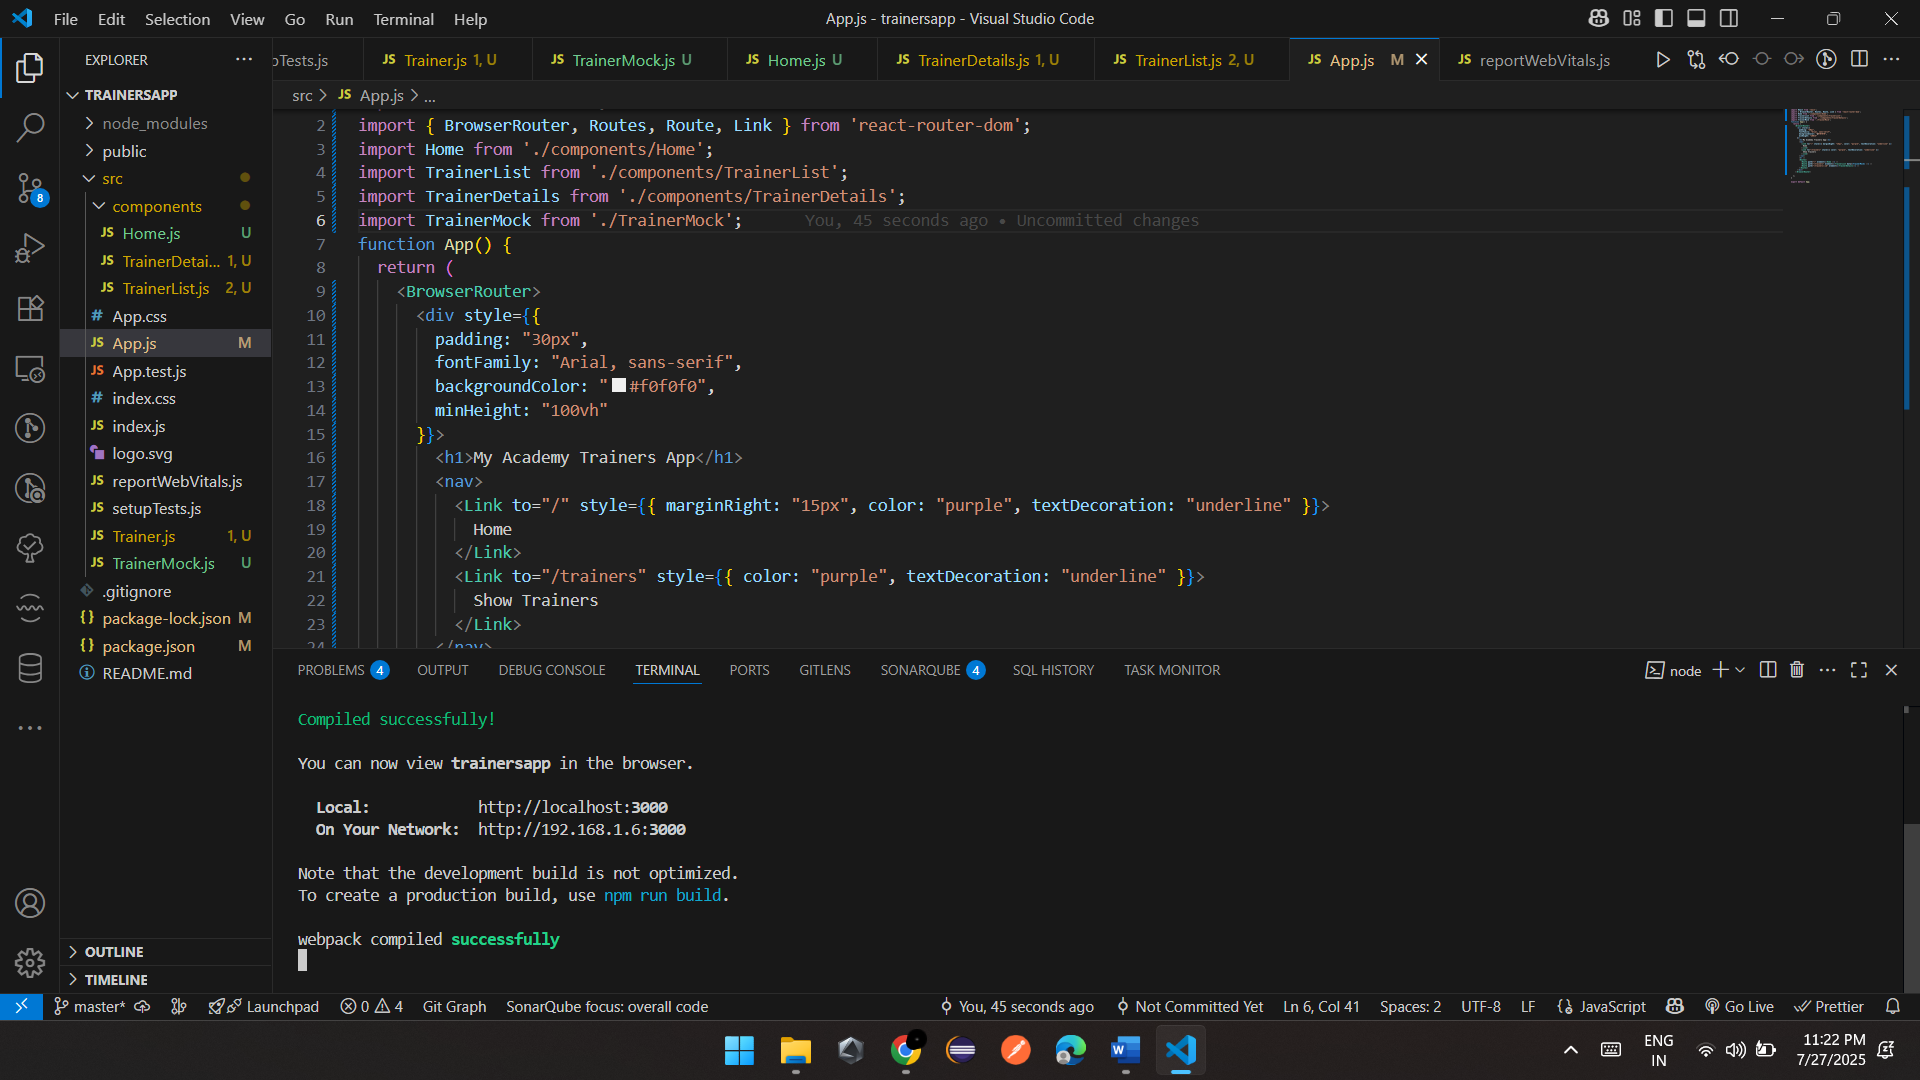 File Edit Selection View Go Run Terminal Help
App.js - trainersapp - Visual Studio Code
EXPLORER
TRAINERSAPP
node_modules
public
src
components
Home.js U
TrainerDetai... 1, U
TrainerList.js 2, U
App.css
App.js M
App.test.js
index.css
index.js
logo.svg
reportWebVitals.js
setupTests.js
Trainer.js 1, U
TrainerMock.js U
.gitignore
package-lock.json M
package.json M
README.md
OUTLINE
TIMELINE
8
Tests.js
JS Trainer.js 1, U
JS TrainerMock.js U
JS Home.js U
JS TrainerDetails.js 1, U
JS TrainerList.js 2, U
JS App.js M
JS reportWebVitals.js
src > JS App.js > ...
2 import { BrowserRouter, Routes, Route, Link } from 'react-router-dom';
3 import Home from './components/Home';
4 import TrainerList from './components/TrainerList';
5 import TrainerDetails from './components/TrainerDetails';
6 import TrainerMock from './TrainerMock'; You, 45 seconds ago • Uncommitted changes
7 function App() {
8 return (
9 <BrowserRouter>
10 <div style={{
11 padding: "30px",
12 fontFamily: "Arial, sans-serif",
13 backgroundColor: "#f0f0f0",
14 minHeight: "100vh"
15 }}>
16 <h1>My Academy Trainers App</h1>
17 <nav>
18 <Link to="/" style={{ marginRight: "15px", color: "purple", textDecoration: "underline" }}>
19 Home
20 </Link>
21 <Link to="/trainers" style={{ color: "purple", textDecoration: "underline" }}>
22 Show Trainers
23 </Link>
24 </nav>
PROBLEMS 4 OUTPUT DEBUG CONSOLE TERMINAL PORTS GITLENS SONARQUBE 4 SQL HISTORY TASK MONITOR
node
Compiled successfully!
You can now view trainersapp in the browser.
Local: http://localhost:3000
On Your Network: http://192.168.1.6:3000
Note that the development build is not optimized.
To create a production build, use npm run build.
webpack compiled successfully
master* Launchpad 0 4 Git Graph SonarQube focus: overall code
You, 45 seconds ago Not Committed Yet Ln 6, Col 41 Spaces: 2 UTF-8 LF JavaScript Go Live Prettier
ENG
IN
11:22 PM
7/27/2025